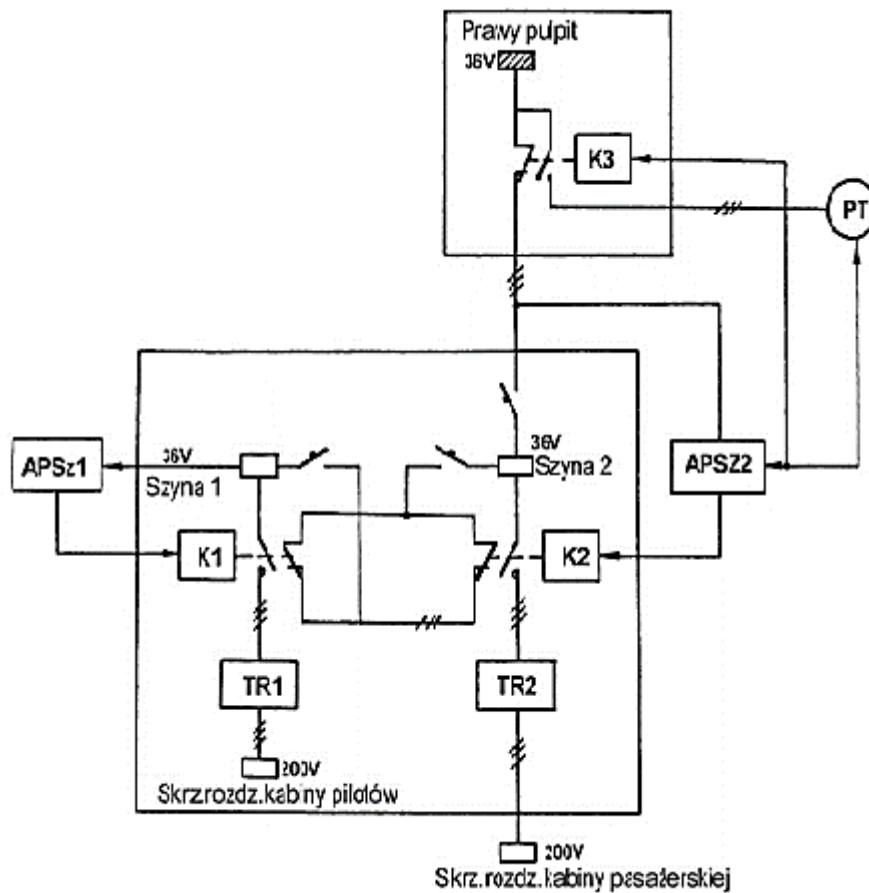 Prawy pulpit
36V
K3
PT
36V
APSz1
36V
Szyna 1
Szyna 2
APSZ2
K1
K2
TR1
TR2
200V
Skrz.rozdz.kabiny pilotów
200V
Skrz.rozdz.kabiny pasażerskiej